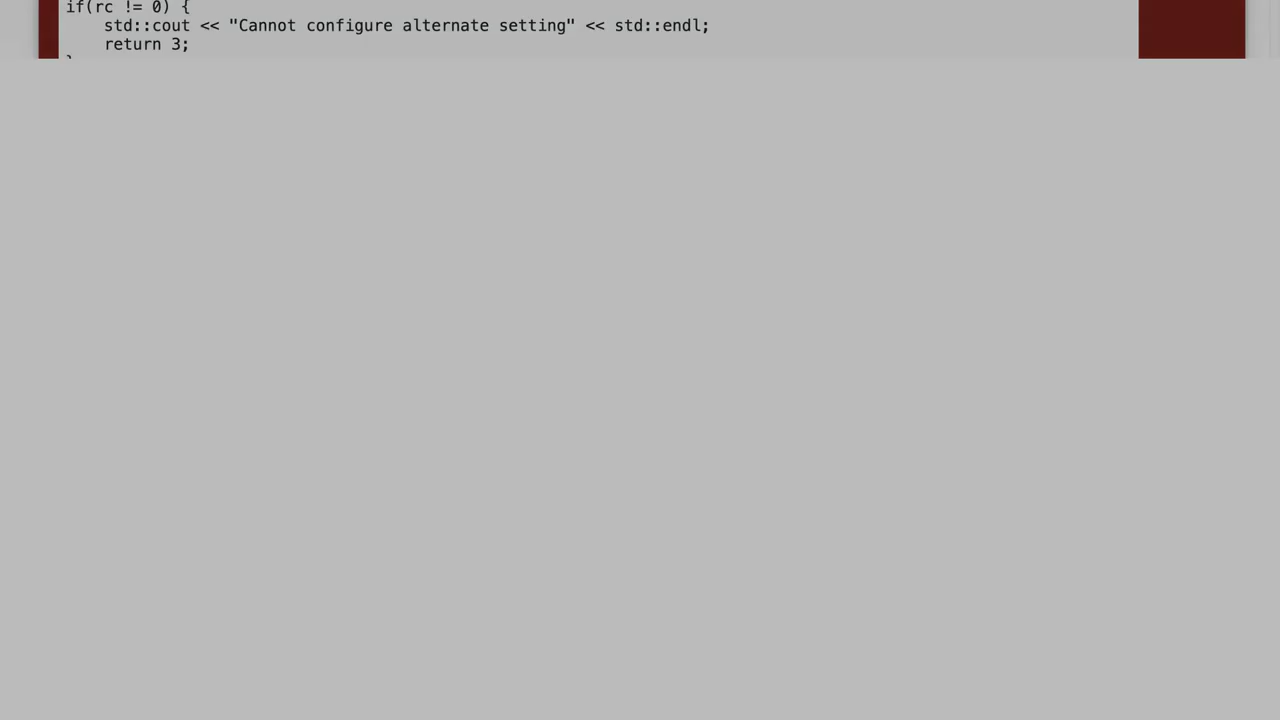 if(rc != 0) {
    std::cout << "Cannot configure alternate setting" << std::endl;
    return 3;
}